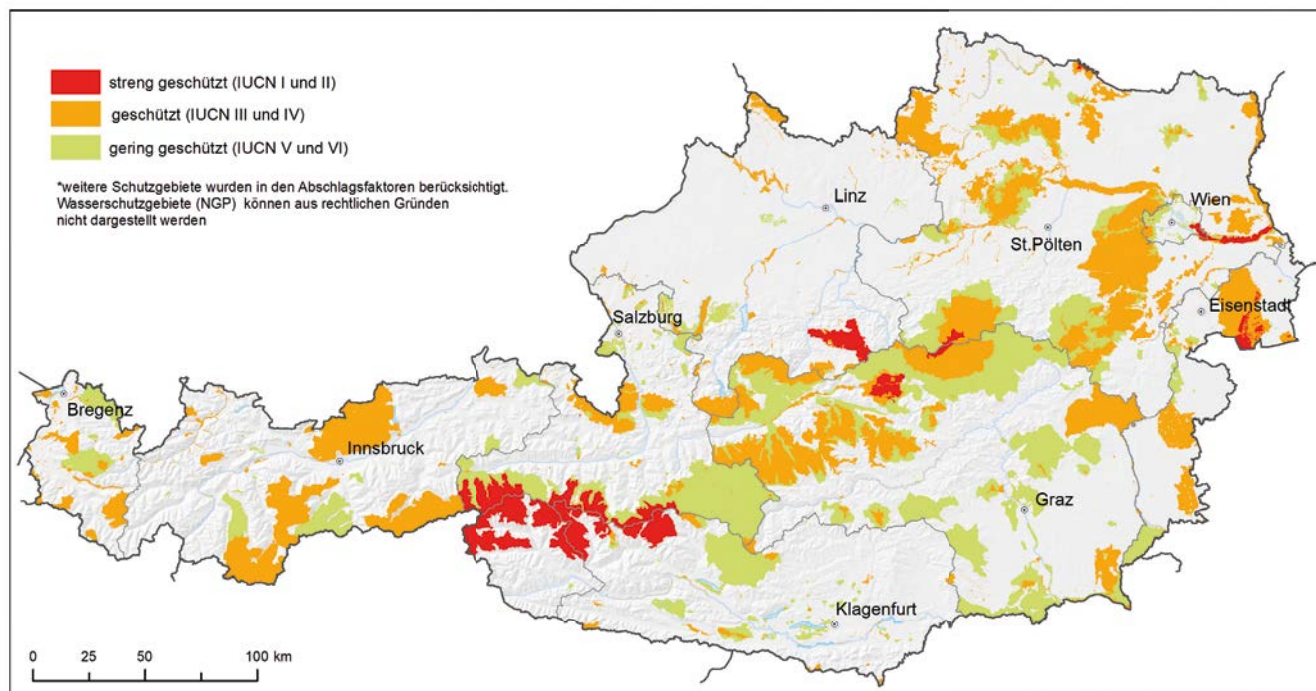 streng geschützt (IUCN I und II)
geschützt (IUCN III und IV)
gering geschützt (IUCN V und VI)
*weitere Schutzgebiete wurden in den Abschlagsfaktoren berücksichtigt.
Wasserschutzgebiete (NGP) können aus rechtlichen Gründen
nicht dargestellt werden
Linz
Wien
St.Pölten
Eisenstadt
Salzburg
Bregenz
Innsbruck
Graz
Klagenfurt
0 25 50 100 km